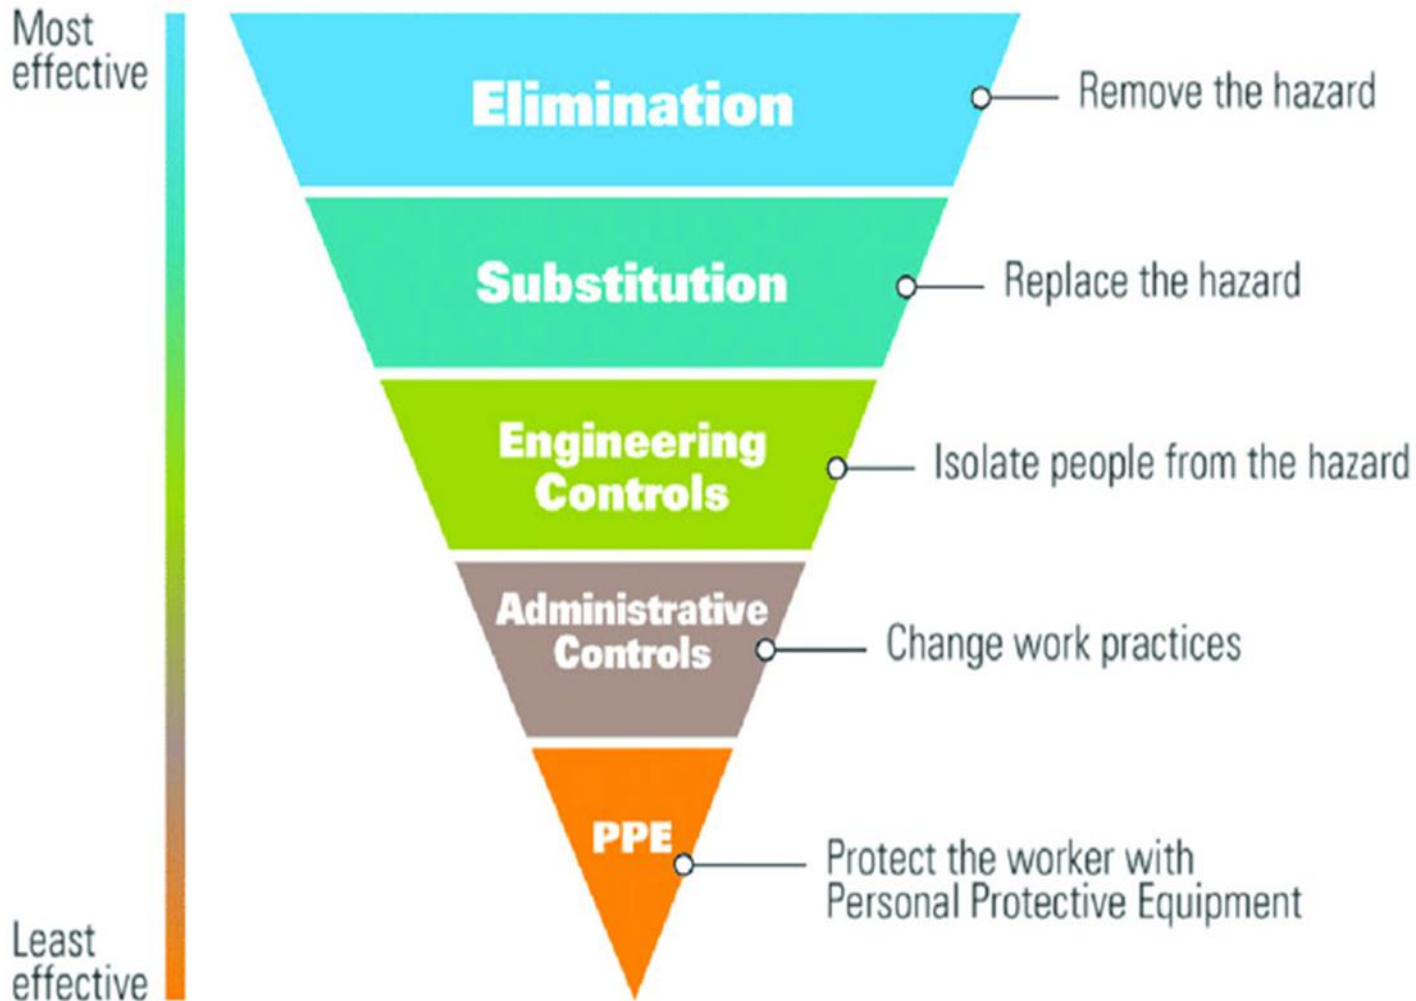 Most
effective
Elimination
Remove the hazard
Substitution
Replace the hazard
Engineering
Controls
Isolate people from the hazard
Administrative
Controls
Change work practices
PPE
Protect the worker with
Personal Protective Equipment
Least
effective